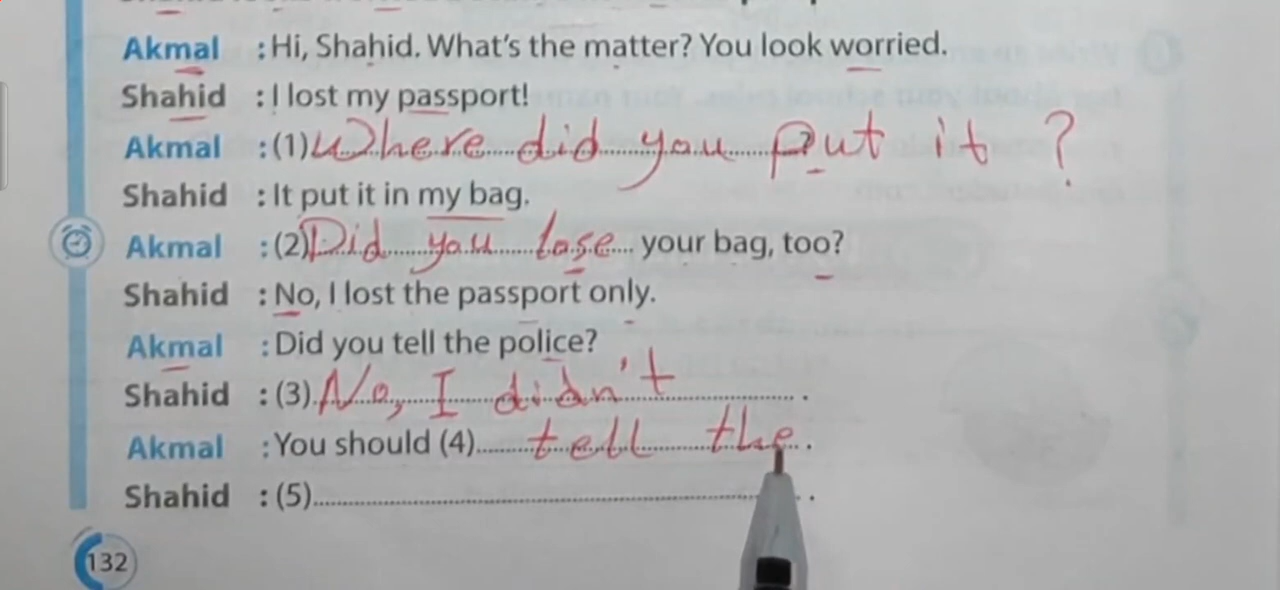 Akmal : Hi, Shahid. What's the matter? You look worried.
Shahid : I lost my passport!
Akmal : (1) Where did you put it ?
Shahid : It put it in my bag.
Akmal : (2) Did you lose your bag, too?
Shahid : No, I lost the passport only.
Akmal : Did you tell the police?
Shahid : (3) No, I didn't .
Akmal : You should (4) tell the .
Shahid : (5) .
132